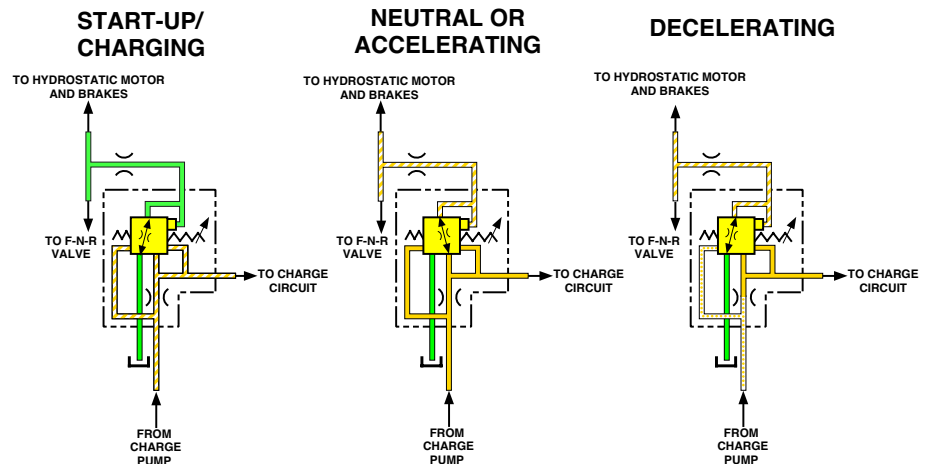 START-UP/
CHARGING
TO HYDROSTATIC MOTOR
AND BRAKES
TO F-N-R
VALVE
TO CHARGE
CIRCUIT
FROM
CHARGE
PUMP
NEUTRAL OR
ACCELERATING
TO HYDROSTATIC MOTOR
AND BRAKES
TO F-N-R
VALVE
TO CHARGE
CIRCUIT
FROM
CHARGE
PUMP
DECELERATING
TO HYDROSTATIC MOTOR
AND BRAKES
TO F-N-R
VALVE
TO CHARGE
CIRCUIT
FROM
CHARGE
PUMP